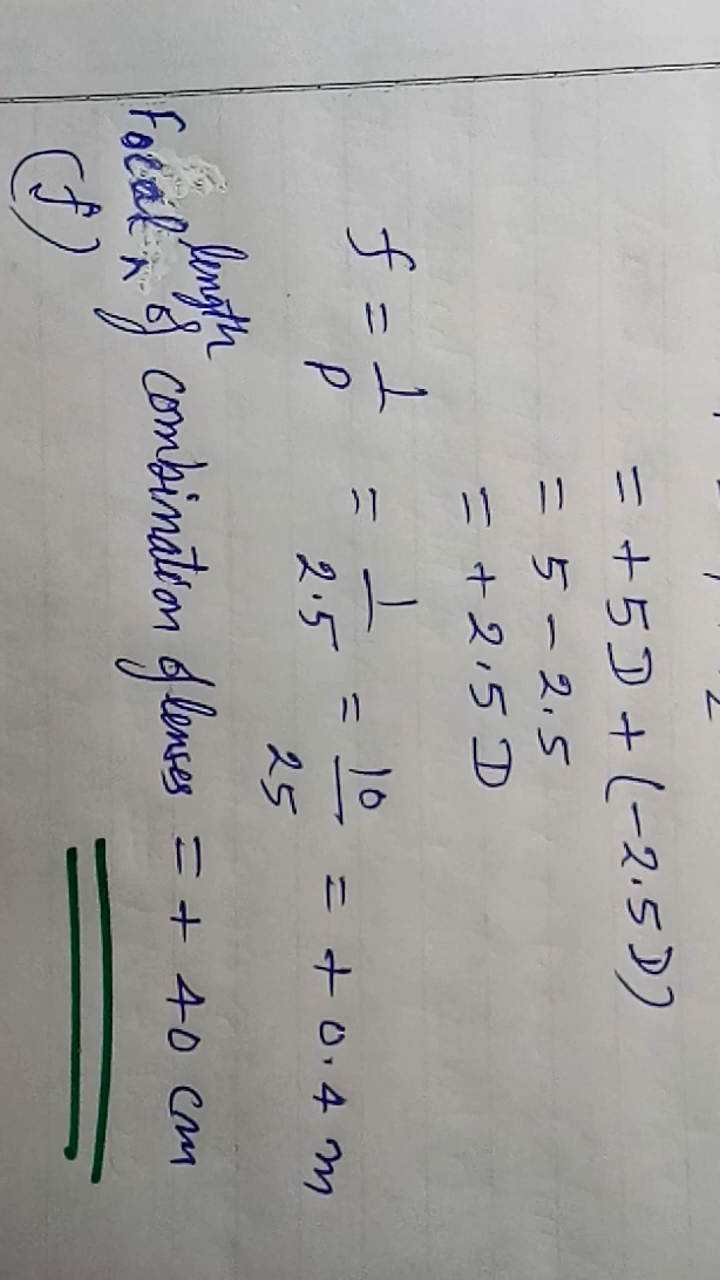 = + 5D + (-2.5D)
= 5 - 2.5
= + 2.5 D
f = 1/P = 1/2.5 = 10/25 = + 0.4 m
Focal length of combination of lenses = + 40 cm
(f)